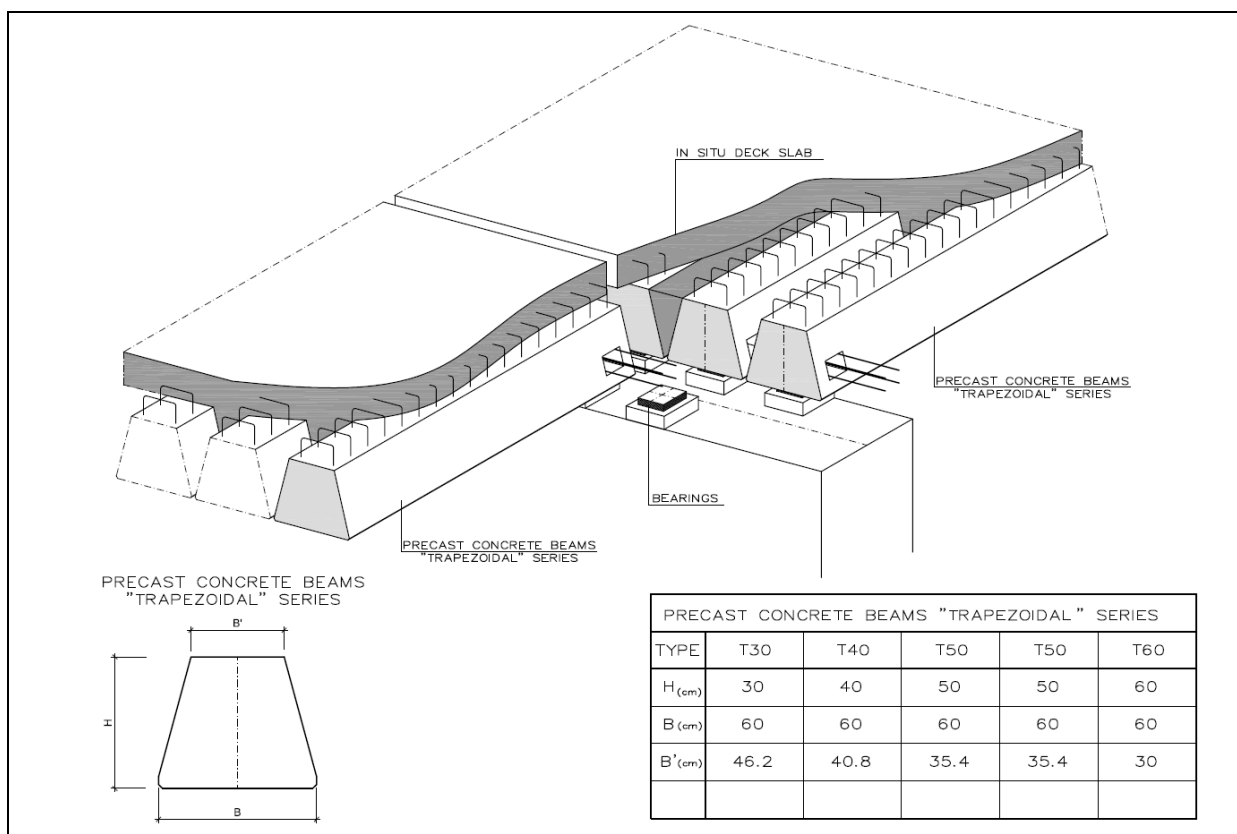 IN SITU DECK SLAB
PRECAST CONCRETE BEAMS
"TRAPEZOIDAL" SERIES
BEARINGS
PRECAST CONCRETE BEAMS
"TRAPEZOIDAL" SERIES
PRECAST CONCRETE BEAMS
"TRAPEZOIDAL" SERIES
B'
H
B
PRECAST CONCRETE BEAMS "TRAPEZOIDAL" SERIES
TYPE T30 T40 T50 T50 T60
H(cm) 30 40 50 50 60
B(cm) 60 60 60 60 60
B'(cm) 46.2 40.8 35.4 35.4 30